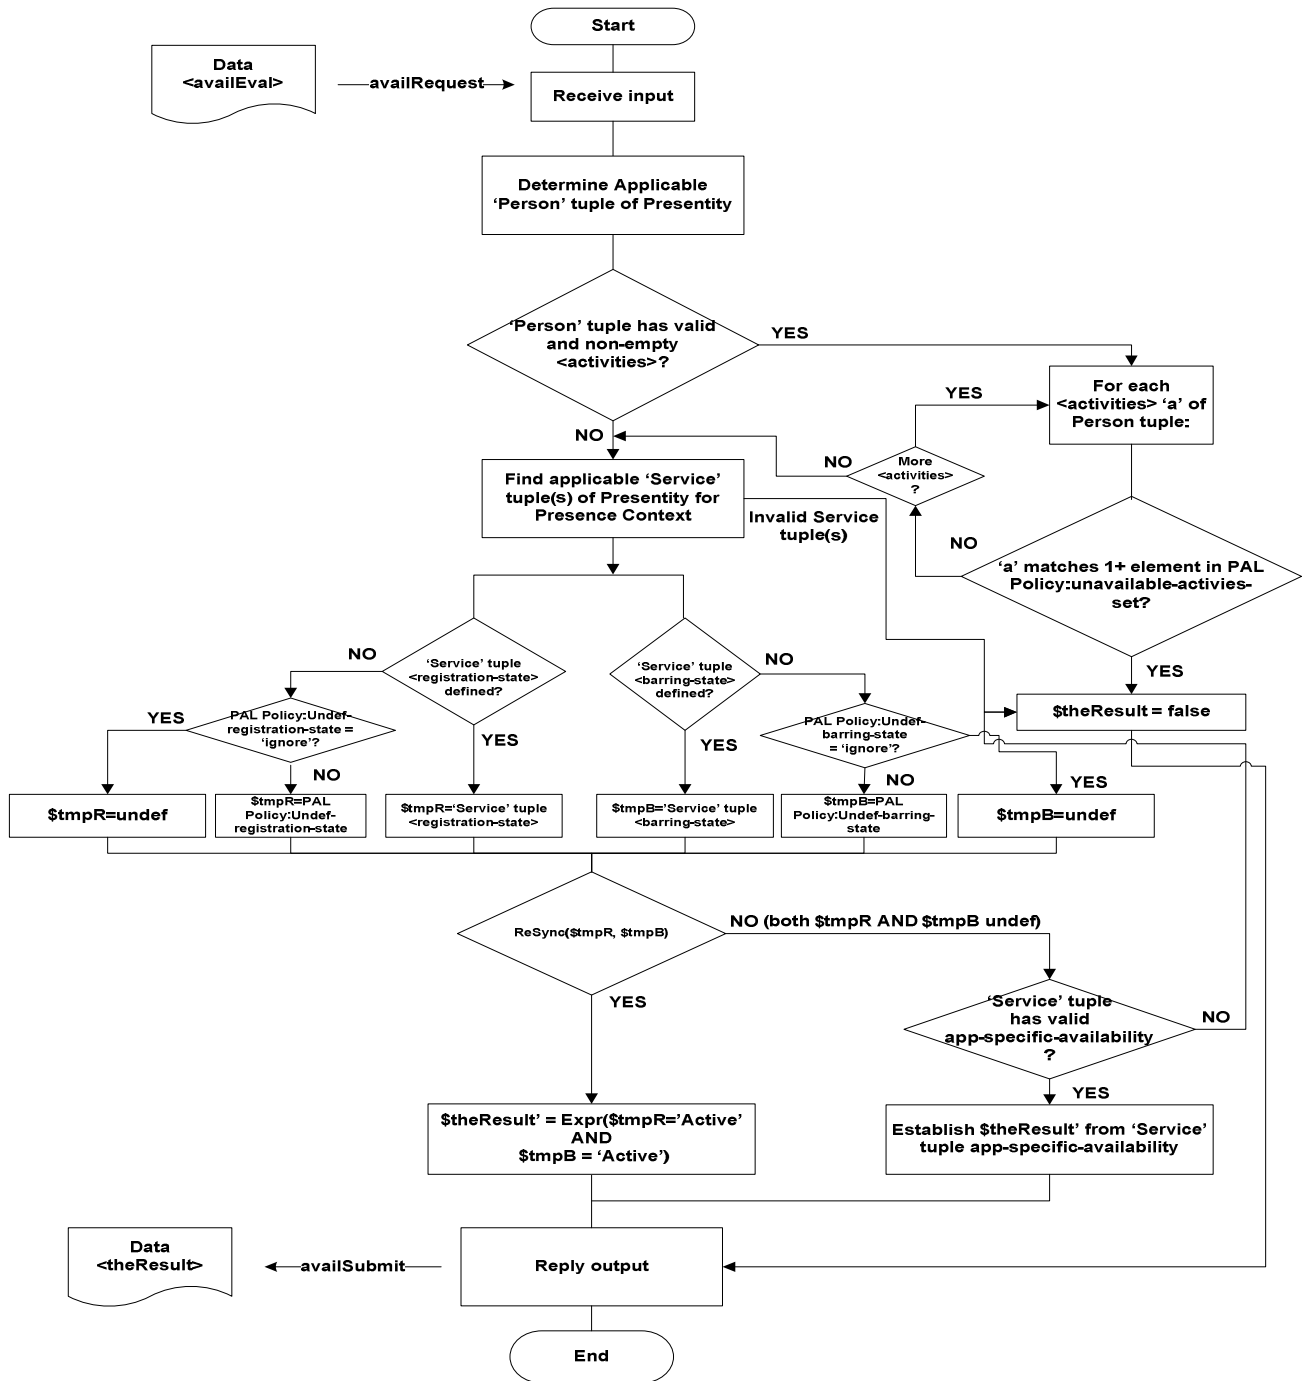 Start
Data
<availEval>
availRequest
Receive input
Determine Applicable
‘Person’ tuple of Presentity
‘Person’ tuple has valid
and non-empty
<activities>?
YES
For each
<activities> ‘a’ of
Person tuple:
YES
NO
NO
More
<activities>
?
Find applicable ‘Service’
tuple(s) of Presentity for
Presence Context
Invalid Service
tuple(s)
NO
‘a’ matches 1+ element in PAL
Policy:unavailable-activies-
set?
YES
$theResult = false
NO
‘Service’ tuple
<registration-state>
defined?
‘Service’ tuple
<barring-state>
defined?
NO
YES
PAL Policy:Undef-
registration-state =
‘ignore’?
YES
YES
PAL Policy:Undef-
barring-state
= ‘ignore’?
NO
NO
YES
$tmpR=undef
$tmpR=PAL
Policy:Undef-
registration-state
$tmpR=‘Service’ tuple
<registration-state>
$tmpB=’Service’ tuple
<barring-state>
$tmpB=PAL
Policy:Undef-barring-
state
$tmpB=undef
ReSync($tmpR, $tmpB)
NO (both $tmpR AND $tmpB undef)
YES
‘Service’ tuple
has valid
app-specific-availability
?
NO
YES
$theResult’ = Expr($tmpR=’Active’
AND
$tmpB = ‘Active’)
Establish $theResult’ from ‘Service’
tuple app-specific-availability
Data
<theResult>
availSubmit
Reply output
End